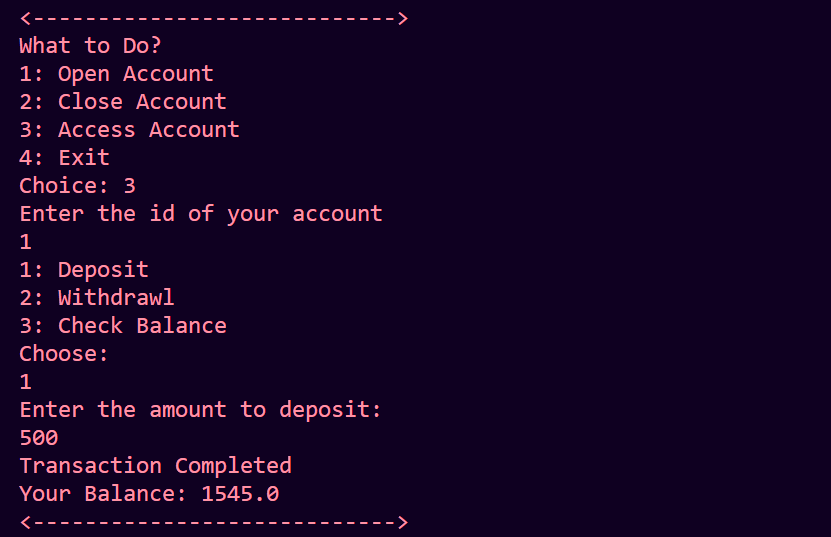 <---------------------------->
What to Do?
1: Open Account
2: Close Account
3: Access Account
4: Exit
Choice: 3
Enter the id of your account
1
1: Deposit
2: Withdrawl
3: Check Balance
Choose:
1
Enter the amount to deposit:
500
Transaction Completed
Your Balance: 1545.0
<---------------------------->